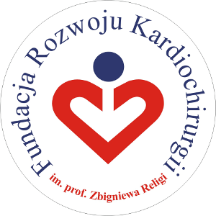 Fundacja Rozwoju Kardiochirurgii
im. prof. Zbigniewa Religi